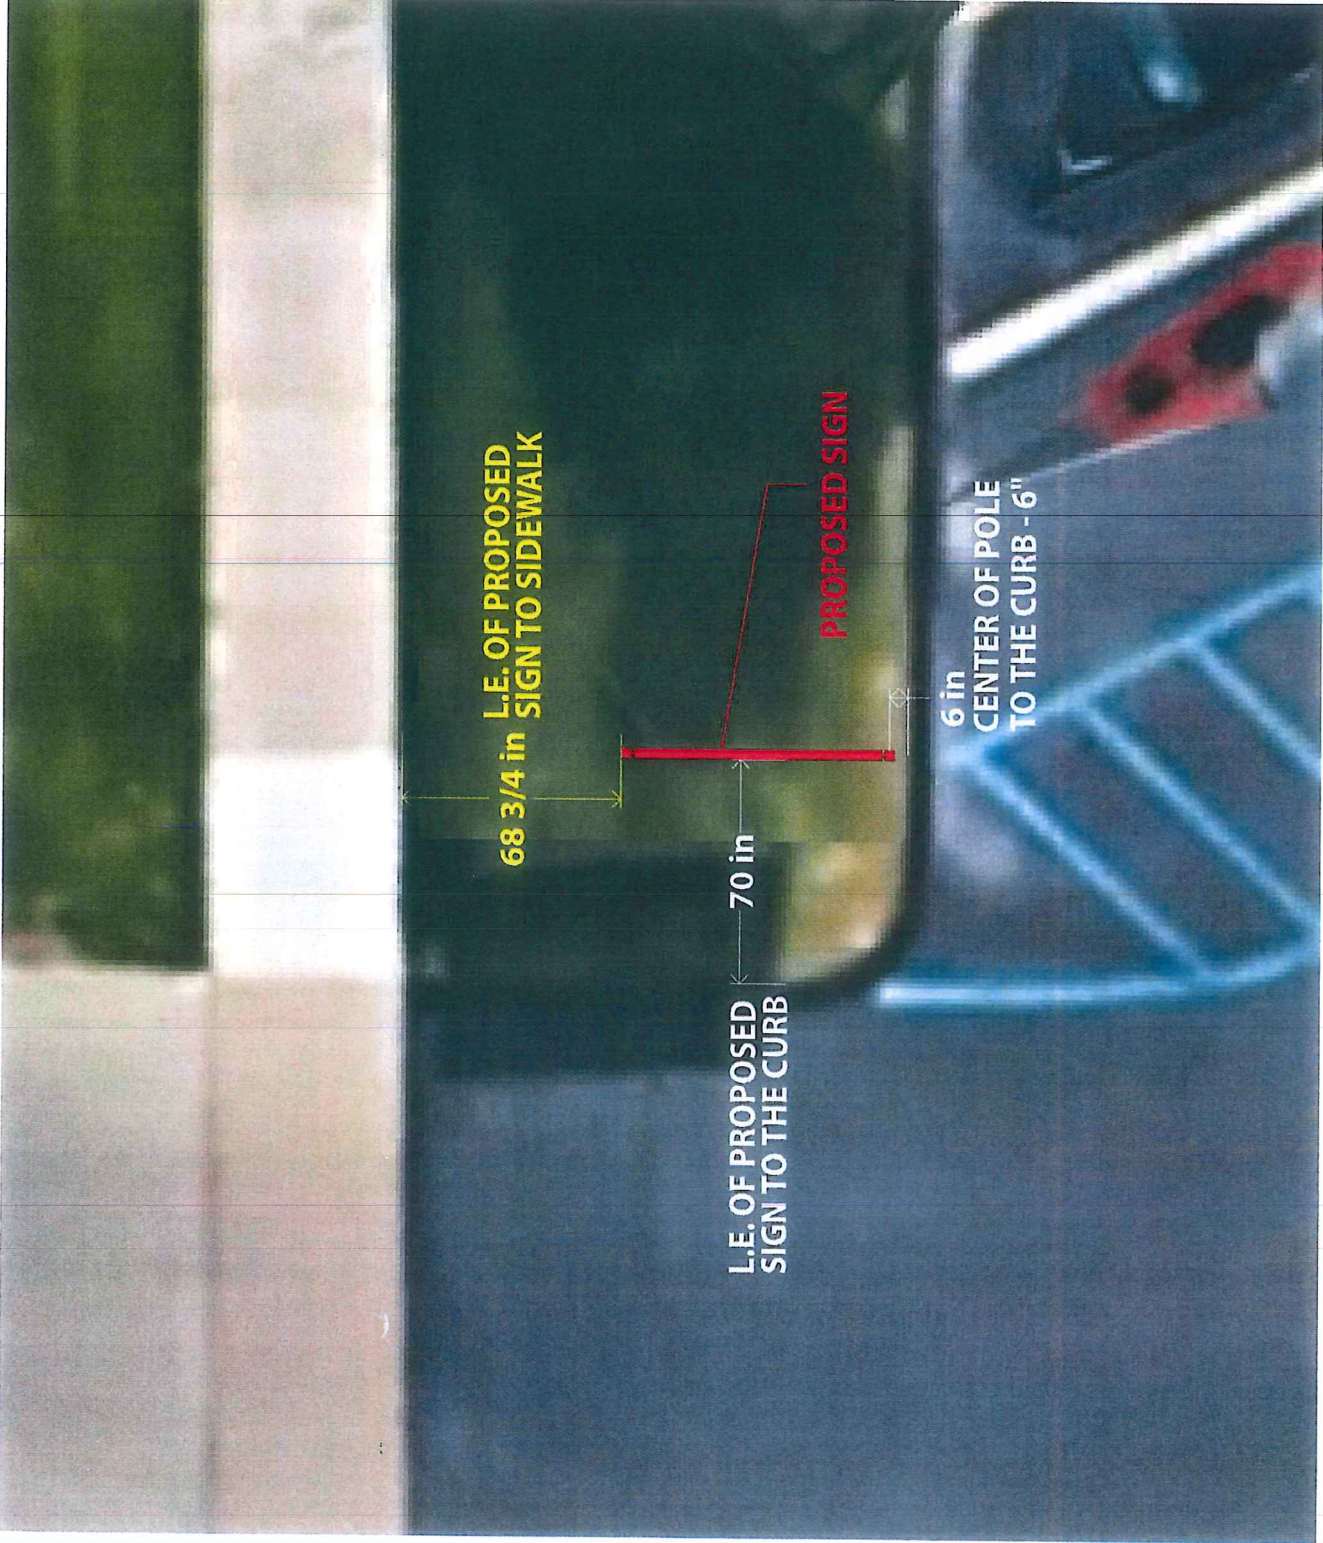 68 3/4 in
L.E. OF PROPOSED
SIGN TO SIDEWALK
L.E. OF PROPOSED
SIGN TO THE CURB
70 in
PROPOSED SIGN
6 in
CENTER OF POLE
TO THE CURB - 6"